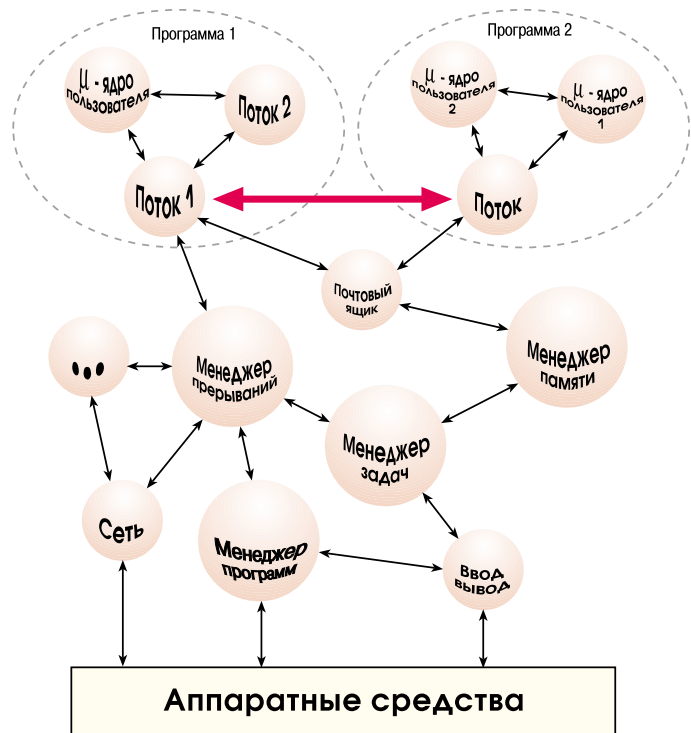 Программа 1
Программа 2
μ - ядро
пользователя
Поток 2
Поток 1
μ - ядро
пользователя
2
μ - ядро
пользователя
1
Поток
Почтовый
ящик
Менеджер
прерываний
Менеджер
памяти
...
Менеджер
задач
Сеть
Менеджер
программ
Ввод
вывод
Аппаратные средства